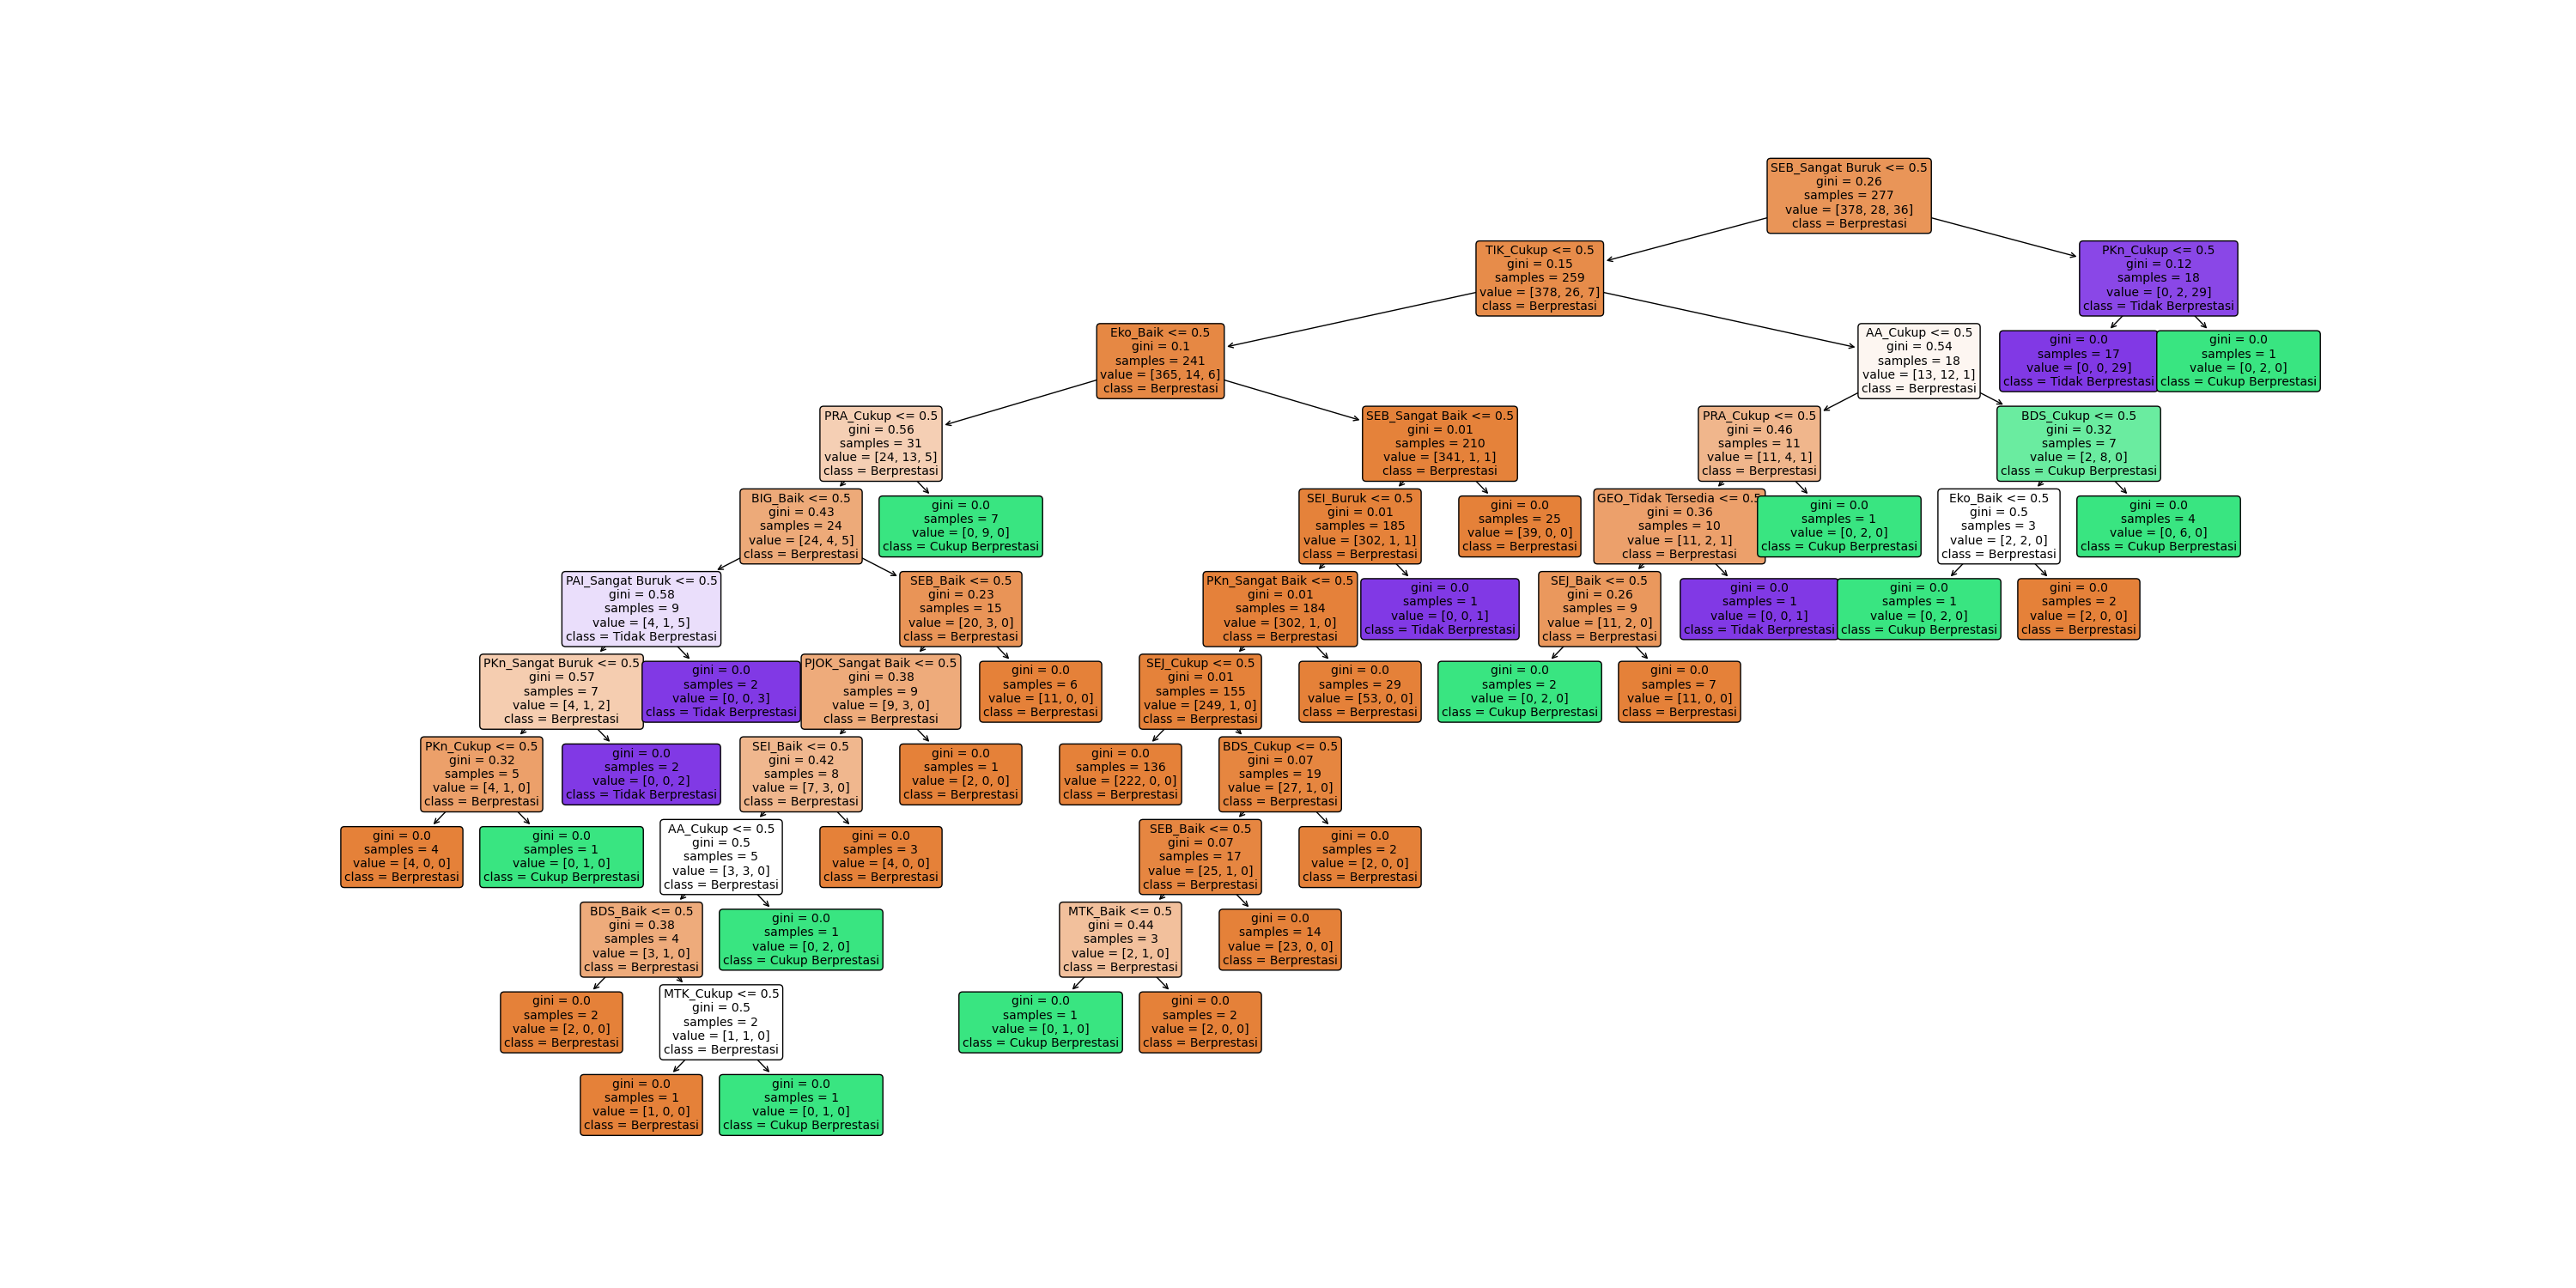 SEB_Sangat Buruk <= 0.5
gini = 0.26
samples = 277
value = [378, 28, 36]
class = Berprestasi
TIK_Cukup <= 0.5
gini = 0.15
samples = 259
value = [378, 26, 7]
class = Berprestasi
PKn_Cukup <= 0.5
gini = 0.12
samples = 18
value = [0, 2, 29]
class = Tidak Berprestasi
Eko_Baik <= 0.5
gini = 0.1
samples = 241
value = [365, 14, 6]
class = Berprestasi
AA_Cukup <= 0.5
gini = 0.54
samples = 18
value = [13, 12, 1]
class = Berprestasi
gini = 0.0
samples = 17
value = [0, 0, 29]
class = Tidak Berprestasi
gini = 0.0
samples = 1
value = [0, 2, 0]
class = Cukup Berprestasi
PRA_Cukup <= 0.5
gini = 0.56
samples = 31
value = [24, 13, 5]
class = Berprestasi
SEB_Sangat Baik <= 0.5
gini = 0.01
samples = 210
value = [341, 1, 1]
class = Berprestasi
PRA_Cukup <= 0.5
gini = 0.46
samples = 11
value = [11, 4, 1]
class = Berprestasi
BDS_Cukup <= 0.5
gini = 0.32
samples = 7
value = [2, 8, 0]
class = Cukup Berprestasi
BIG_Baik <= 0.5
gini = 0.43
samples = 24
value = [24, 4, 5]
class = Berprestasi
gini = 0.0
samples = 7
value = [0, 9, 0]
class = Cukup Berprestasi
SEI_Buruk <= 0.5
gini = 0.01
samples = 185
value = [302, 1, 1]
class = Berprestasi
gini = 0.0
samples = 25
value = [39, 0, 0]
class = Berprestasi
GEO_Tidak Tersedia <= 0.5
gini = 0.36
samples = 10
value = [11, 2, 1]
class = Berprestasi
gini = 0.0
samples = 1
value = [0, 2, 0]
class = Cukup Berprestasi
Eko_Baik <= 0.5
gini = 0.5
samples = 3
value = [2, 2, 0]
class = Berprestasi
gini = 0.0
samples = 4
value = [0, 6, 0]
class = Cukup Berprestasi
PAI_Sangat Buruk <= 0.5
gini = 0.58
samples = 9
value = [4, 1, 5]
class = Tidak Berprestasi
SEB_Baik <= 0.5
gini = 0.23
samples = 15
value = [20, 3, 0]
class = Berprestasi
PKn_Sangat Baik <= 0.5
gini = 0.01
samples = 184
value = [302, 1, 0]
class = Berprestasi
gini = 0.0
samples = 1
value = [0, 0, 1]
class = Tidak Berprestasi
SEJ_Baik <= 0.5
gini = 0.26
samples = 9
value = [11, 2, 0]
class = Berprestasi
gini = 0.0
samples = 1
value = [0, 0, 1]
class = Tidak Berprestasi
gini = 0.0
samples = 1
value = [0, 2, 0]
class = Cukup Berprestasi
gini = 0.0
samples = 2
value = [2, 0, 0]
class = Berprestasi
PKn_Sangat Buruk <= 0.5
gini = 0.57
samples = 7
value = [4, 1, 2]
class = Berprestasi
gini = 0.0
samples = 2
value = [0, 0, 3]
class = Tidak Berprestasi
PJOK_Sangat Baik <= 0.5
gini = 0.38
samples = 9
value = [9, 3, 0]
class = Berprestasi
gini = 0.0
samples = 6
value = [11, 0, 0]
class = Berprestasi
SEJ_Cukup <= 0.5
gini = 0.01
samples = 155
value = [249, 1, 0]
class = Berprestasi
gini = 0.0
samples = 29
value = [53, 0, 0]
class = Berprestasi
gini = 0.0
samples = 2
value = [0, 2, 0]
class = Cukup Berprestasi
gini = 0.0
samples = 7
value = [11, 0, 0]
class = Berprestasi
PKn_Cukup <= 0.5
gini = 0.32
samples = 5
value = [4, 1, 0]
class = Berprestasi
gini = 0.0
samples = 2
value = [0, 0, 2]
class = Tidak Berprestasi
SEI_Baik <= 0.5
gini = 0.42
samples = 8
value = [7, 3, 0]
class = Berprestasi
gini = 0.0
samples = 1
value = [2, 0, 0]
class = Berprestasi
gini = 0.0
samples = 136
value = [222, 0, 0]
class = Berprestasi
BDS_Cukup <= 0.5
gini = 0.07
samples = 19
value = [27, 1, 0]
class = Berprestasi
gini = 0.0
samples = 4
value = [4, 0, 0]
class = Berprestasi
gini = 0.0
samples = 1
value = [0, 1, 0]
class = Cukup Berprestasi
AA_Cukup <= 0.5
gini = 0.5
samples = 5
value = [3, 3, 0]
class = Berprestasi
gini = 0.0
samples = 3
value = [4, 0, 0]
class = Berprestasi
SEB_Baik <= 0.5
gini = 0.07
samples = 17
value = [25, 1, 0]
class = Berprestasi
gini = 0.0
samples = 2
value = [2, 0, 0]
class = Berprestasi
BDS_Baik <= 0.5
gini = 0.38
samples = 4
value = [3, 1, 0]
class = Berprestasi
gini = 0.0
samples = 1
value = [0, 2, 0]
class = Cukup Berprestasi
MTK_Baik <= 0.5
gini = 0.44
samples = 3
value = [2, 1, 0]
class = Berprestasi
gini = 0.0
samples = 14
value = [23, 0, 0]
class = Berprestasi
gini = 0.0
samples = 2
value = [2, 0, 0]
class = Berprestasi
MTK_Cukup <= 0.5
gini = 0.5
samples = 2
value = [1, 1, 0]
class = Berprestasi
gini = 0.0
samples = 1
value = [0, 1, 0]
class = Cukup Berprestasi
gini = 0.0
samples = 2
value = [2, 0, 0]
class = Berprestasi
gini = 0.0
samples = 1
value = [1, 0, 0]
class = Berprestasi
gini = 0.0
samples = 1
value = [0, 1, 0]
class = Cukup Berprestasi